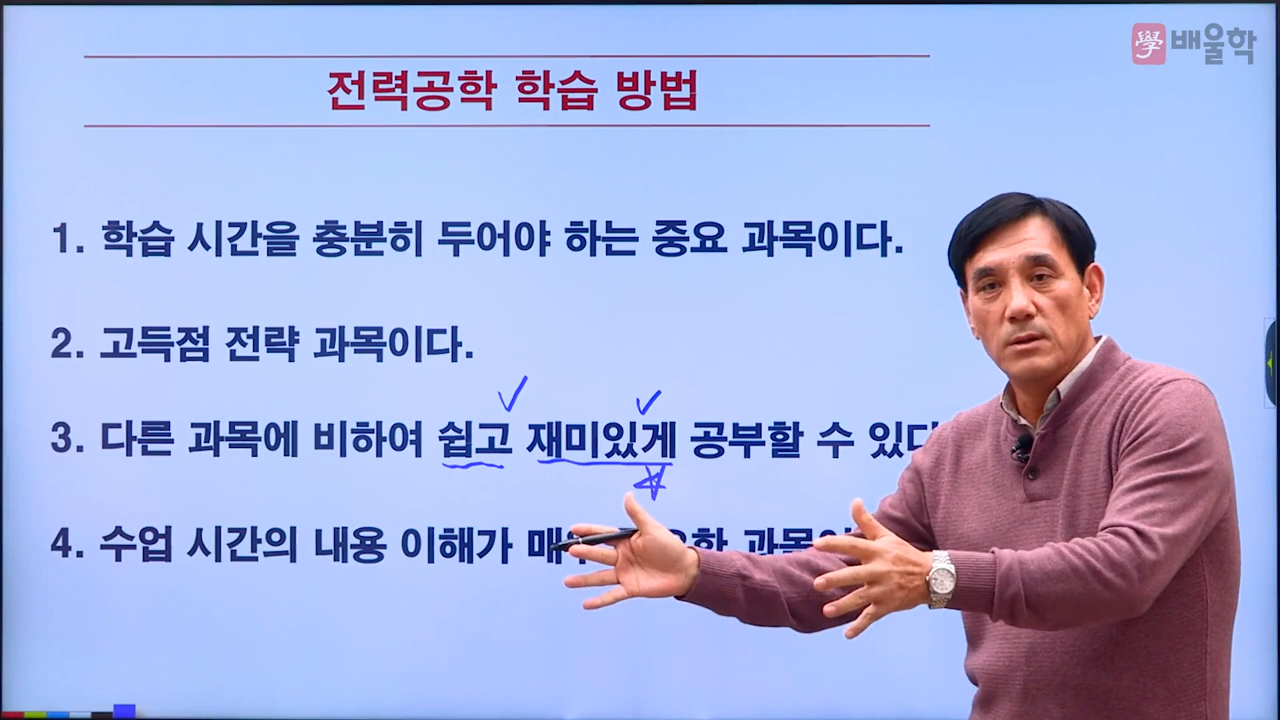 學 배울학
전력공학 학습 방법
1. 학습 시간을 충분히 두어야 하는 중요 과목이다.
2. 고득점 전략 과목이다.
3. 다른 과목에 비하여 쉽고 재미있게 공부할 수 있다
4. 수업 시간의 내용 이해가